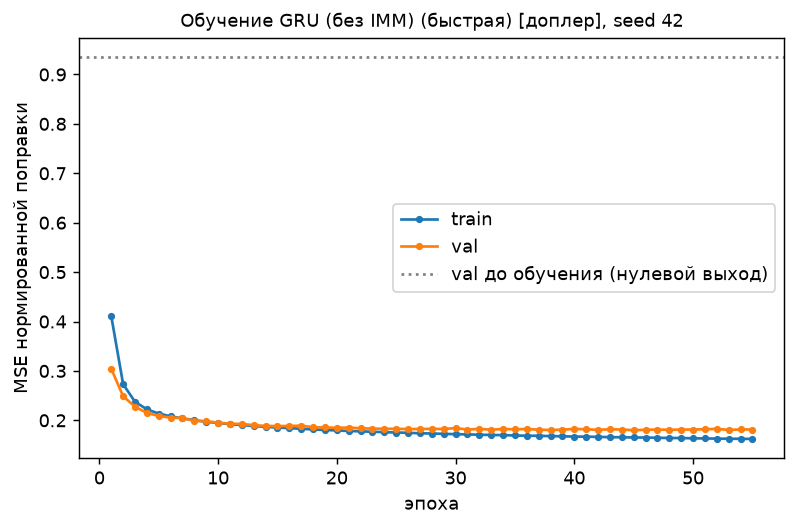 Обучение GRU (без IMM) (быстрая) [доплер], seed 42
MSE нормированной поправки
0.9
0.8
0.7
0.6
0.5
0.4
0.3
0.2
train
val
val до обучения (нулевой выход)
0 10 20 30 40 50
эпоха